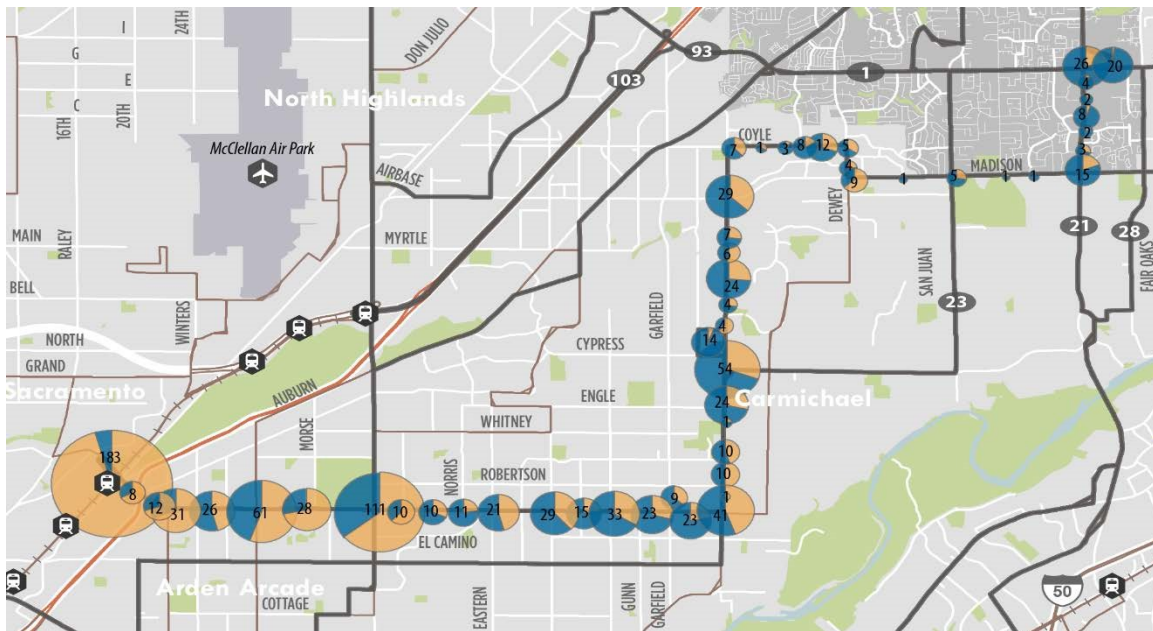 I
24TH
G
E
C
16TH
20TH
DON JULIO
93
103
1
26
20
4
2
8
2
3
15
North Highlands
McClellan Air Park
COYLE
7
1
3
8
12
5
4
9
1
5
1
1
MADISON
AIRBASE
29
DEWEY
21
28
FAIR OAKS
MAIN
RALEY
MYRTLE
7
6
24
4
SAN JUAN
23
BELL
WINTERS
GARFIELD
4
14
NORTH
GRAND
CYPRESS
54
Sacramento
AUBURN
ENGLE
24
Carmichael
1
WHITNEY
MORSE
10
183
NORRIS
ROBERTSON
10
8
12
31
26
61
28
111
10
10
11
21
29
15
33
23
9
23
1
41
EL CAMINO
Arden Arcade
COTTAGE
EASTERN
GUNN
GARFIELD
50